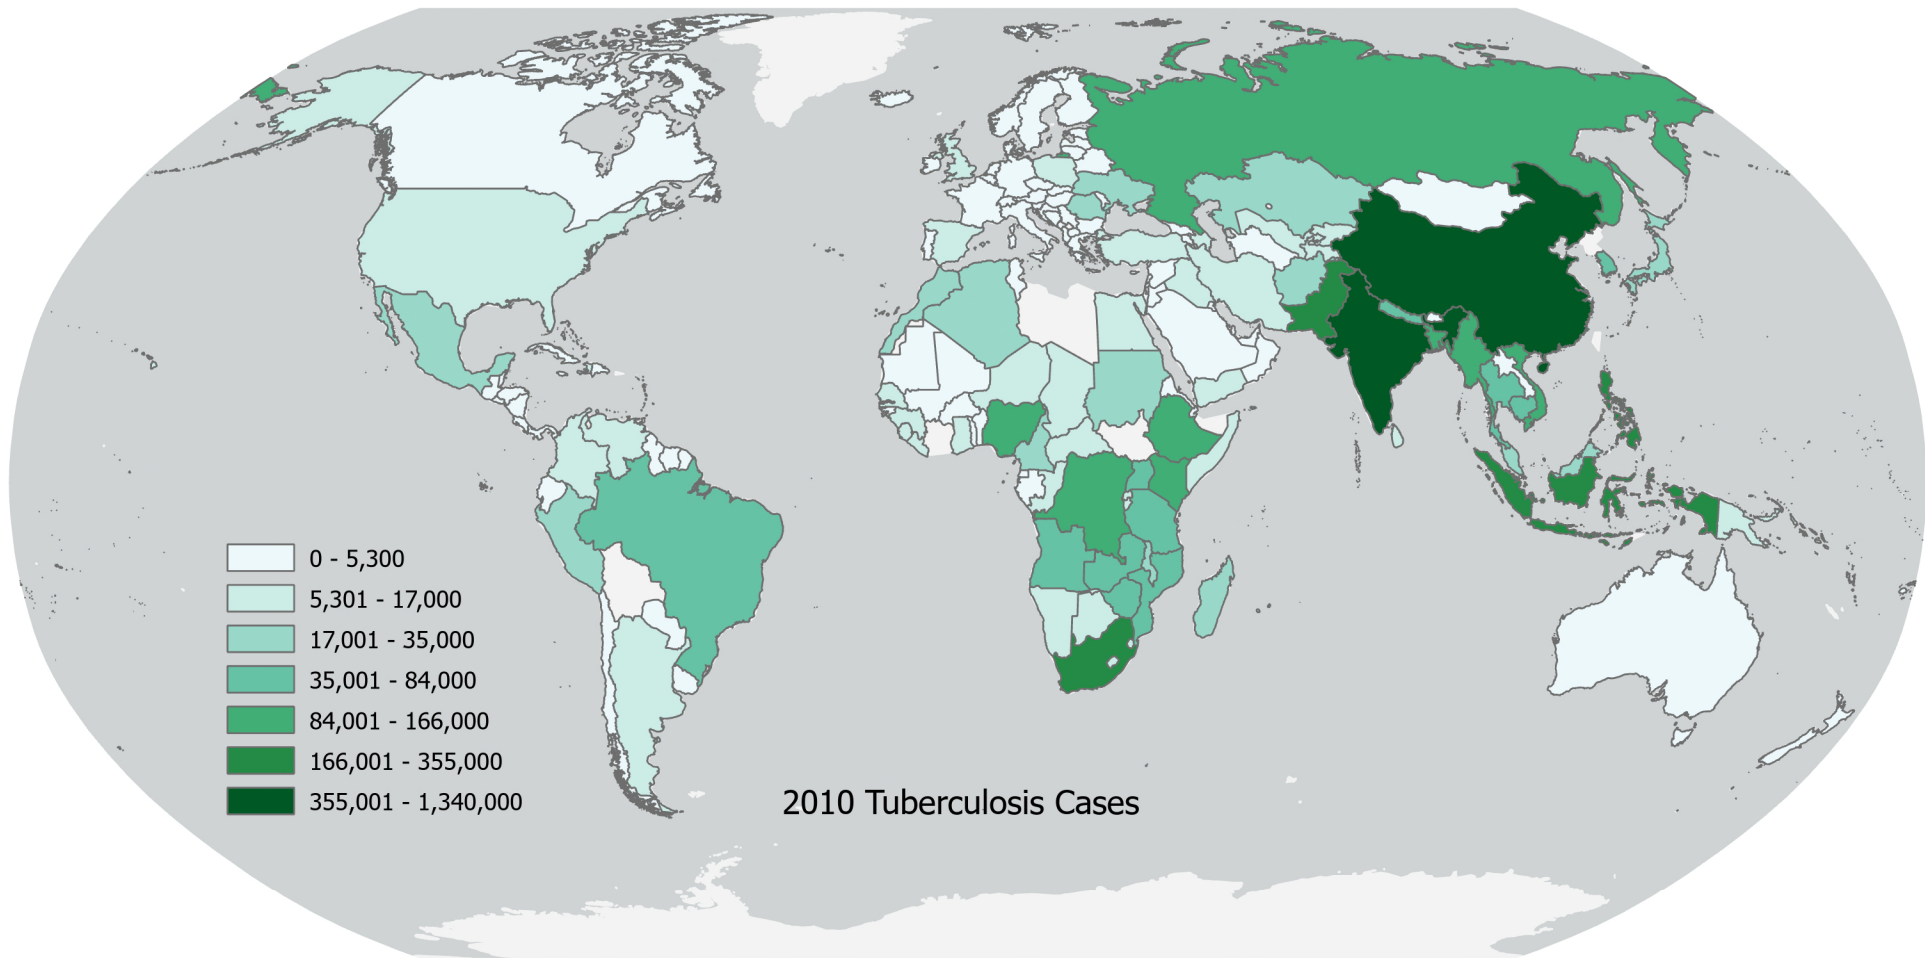 0 - 5,300
5,301 - 17,000
17,001 - 35,000
35,001 - 84,000
84,001 - 166,000
166,001 - 355,000
355,001 - 1,340,000
2010 Tuberculosis Cases